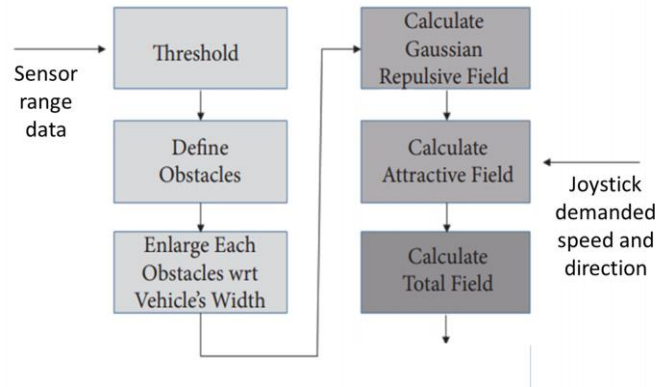 Sensor
range
data
Threshold
Define
Obstacles
Enlarge Each
Obstacles wrt
Vehicle's Width
Calculate
Gaussian
Repulsive Field
Calculate
Attractive Field
Joystick
demanded
speed and
direction
Calculate
Total Field